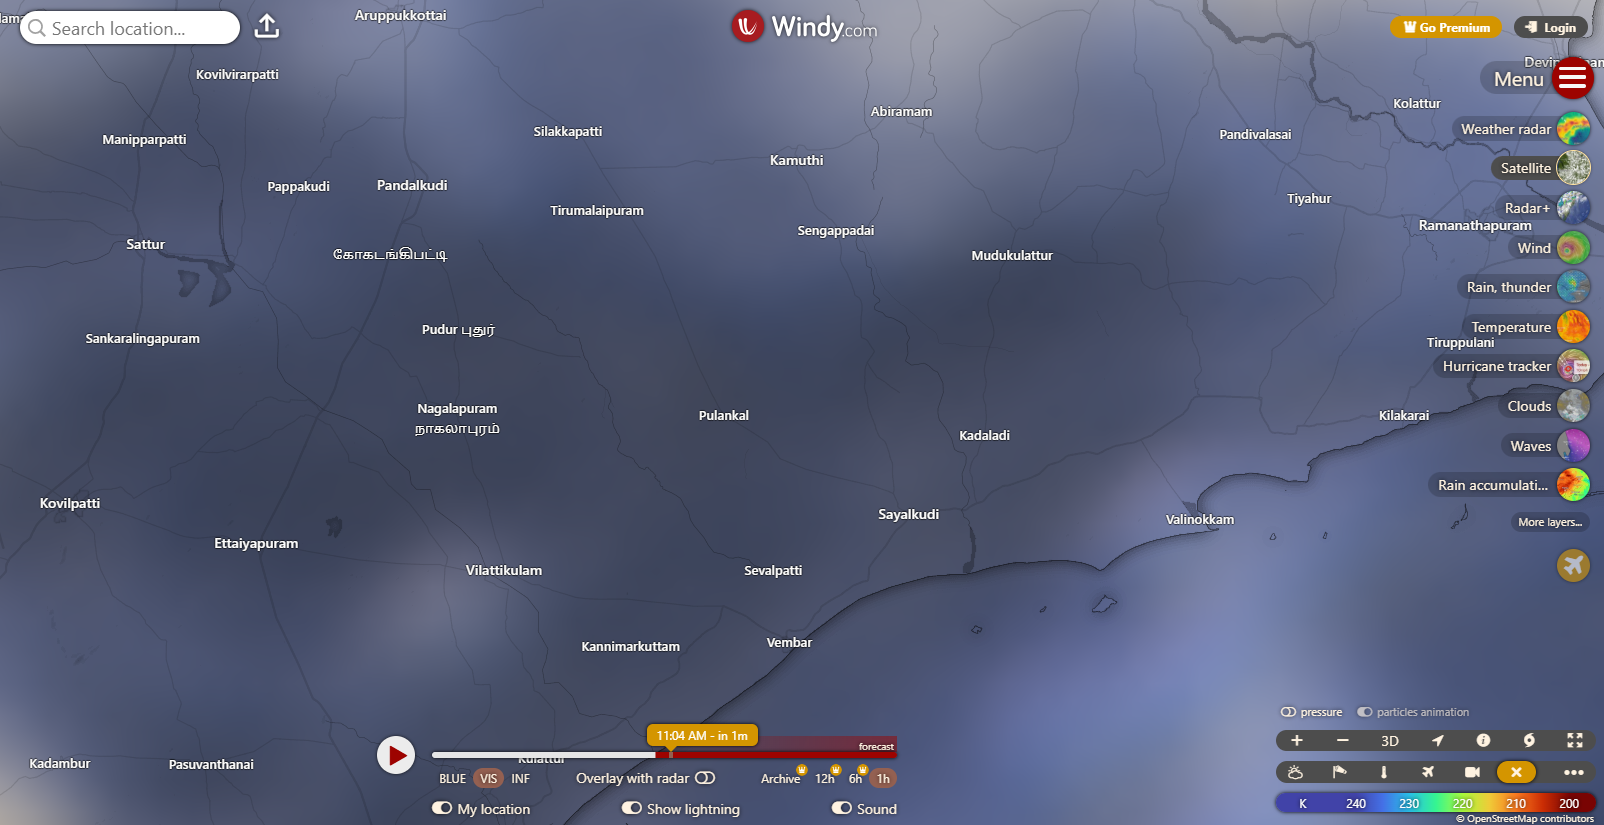 Aruppukkottai
Search location...
Windy.com
Go Premium
Login
Menu
Kovilvirarpatti
Kolattur
Abiramam
Weather radar
Silakkapatti
Pandivalasai
Manipparpatti
Kamuthi
Satellite
Pappakudi
Pandalkudi
Tiyahur
Radar+
Tirumalaipuram
Ramanathapuram
Sengappadai
Sattur
Wind
கோகடங்கிபட்டி
Mudukulattur
Rain, thunder
Pudur புதுர்
Temperature
Sankaralingapuram
Tiruppulani
Hurricane tracker
Nagalapuram
நாகலாபுரம்
Clouds
Pulankal
Kilakarai
Kadaladi
Waves
Rain accumulati...
Kovilpatti
Sayalkudi
Valinokkam
More layers...
Ettaiyapuram
Vilattikulam
Sevalpatti
Kannimarkuttam
Vembar
pressure
particles animation
11:04 AM - in 1m
forecast
3D
Kadambur
Pasuvanthanai
BLUE VIS INF
Overlay with radar
Archive 12h 6h 1h
My location
Show lightning
Sound
K 240 230 220 210 200
© OpenStreetMap contributors